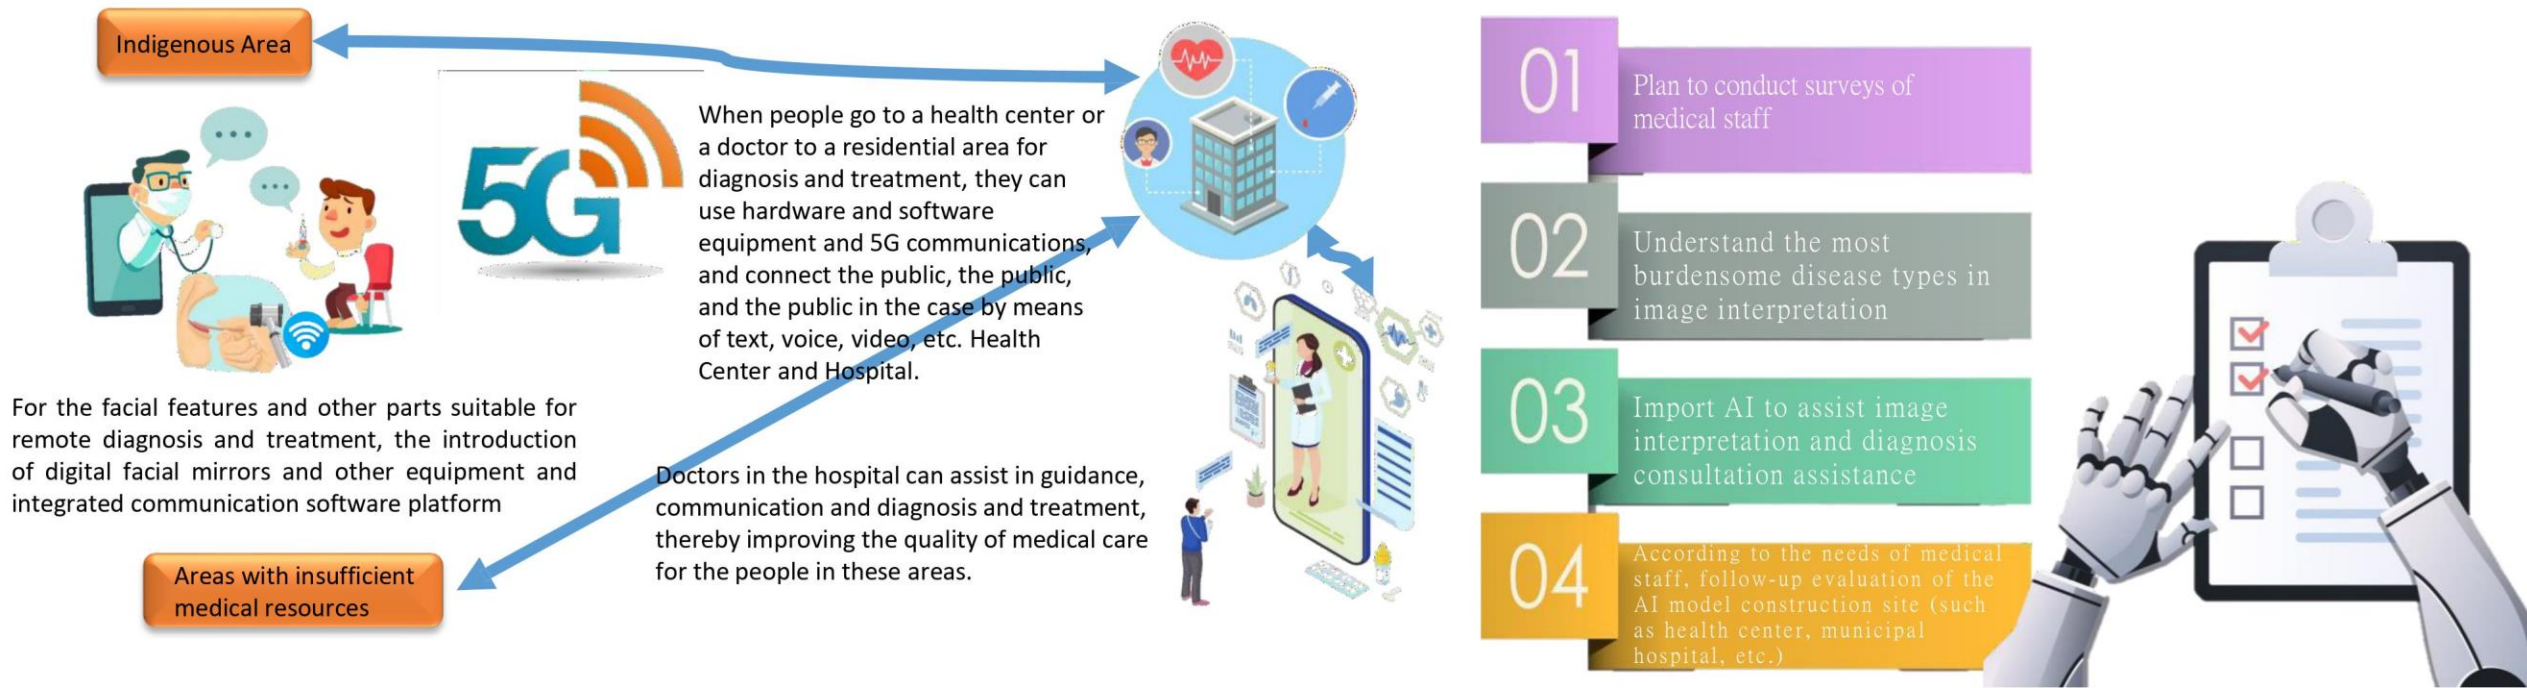 Indigenous Area
5G
When people go to a health center or
a doctor to a residential area for
diagnosis and treatment, they can
use hardware and software
equipment and 5G communications,
and connect the public, the public,
and the public in the case by means
of text, voice, video, etc. Health
Center and Hospital.
For the facial features and other parts suitable for
remote diagnosis and treatment, the introduction
of digital facial mirrors and other equipment and
integrated communication software platform
Doctors in the hospital can assist in guidance,
communication and diagnosis and treatment,
thereby improving the quality of medical care
for the people in these areas.
Areas with insufficient
medical resources
01
Plan to conduct surveys of
medical staff
02
Understand the most
burdensome disease types in
image interpretation
03
Import AI to assist image
interpretation and diagnosis
consultation assistance
04
According to the needs of medical
staff, follow-up evaluation of the
AI model construction site (such
as health center, municipal
hospital, etc.)